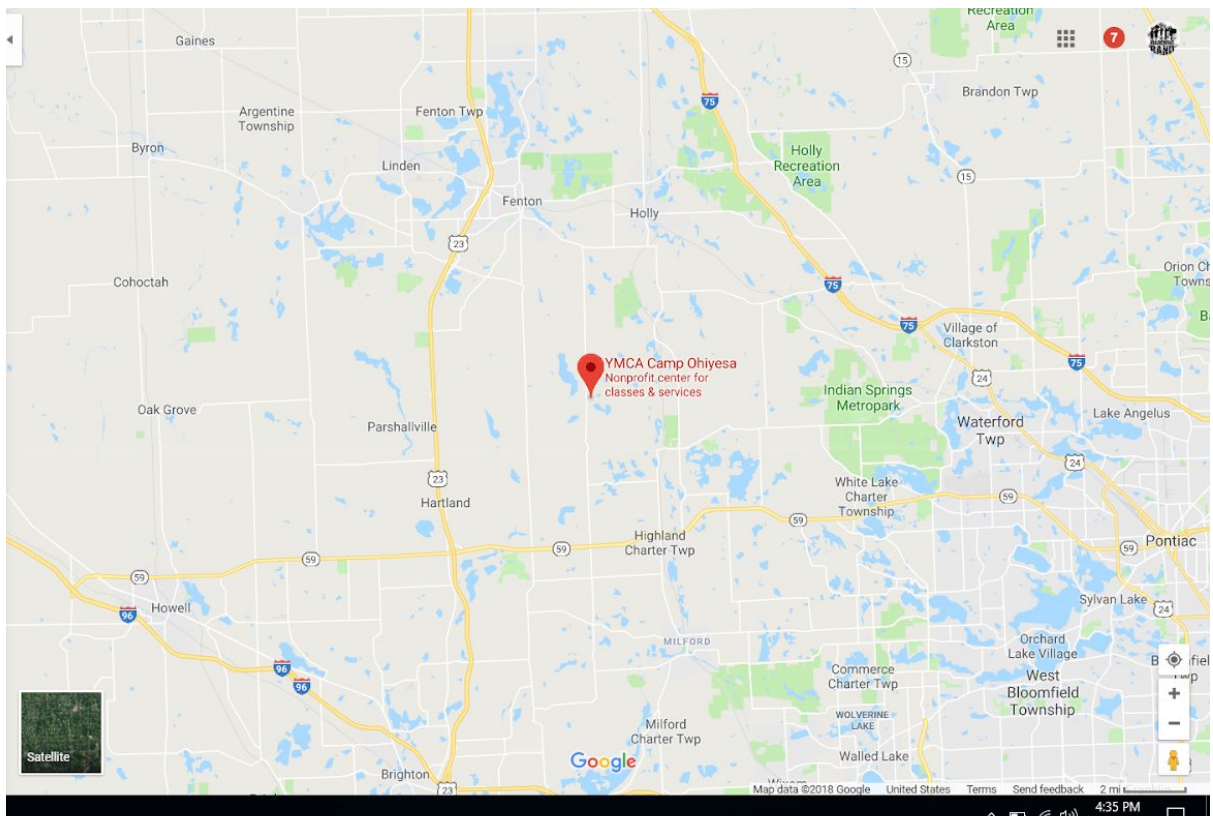 Recreation
Area
7
Gaines
15
Brandon Twp
75
Argentine
Township
Fenton Twp
Byron
Linden
Holly
Recreation
Area
15
Fenton
Holly
23
Cohoctah
75
75
Village of
Clarkston
75
YMCA Camp Ohiyesa
Nonprofit center for
classes & services
24
Indian Springs
Metropark
Oak Grove
Parshallville
Lake Angelus
Waterford
Twp
24
23
Hartland
White Lake
Charter
Township
59
59
Highland
Charter Twp
59
59
59
Pontiac
59
Howell
96
Sylvan Lake
24
MILFORD
Orchard
Lake Village
96
96
Commerce
Charter Twp
West
Bloomfield
Township
Twp
WOLVERINE
LAKE
Milford
Charter Twp
Satellite
Google
Walled Lake
Brighton
23
Map data ©2018 Google United States Terms Send feedback 2 mi
4:35 PM